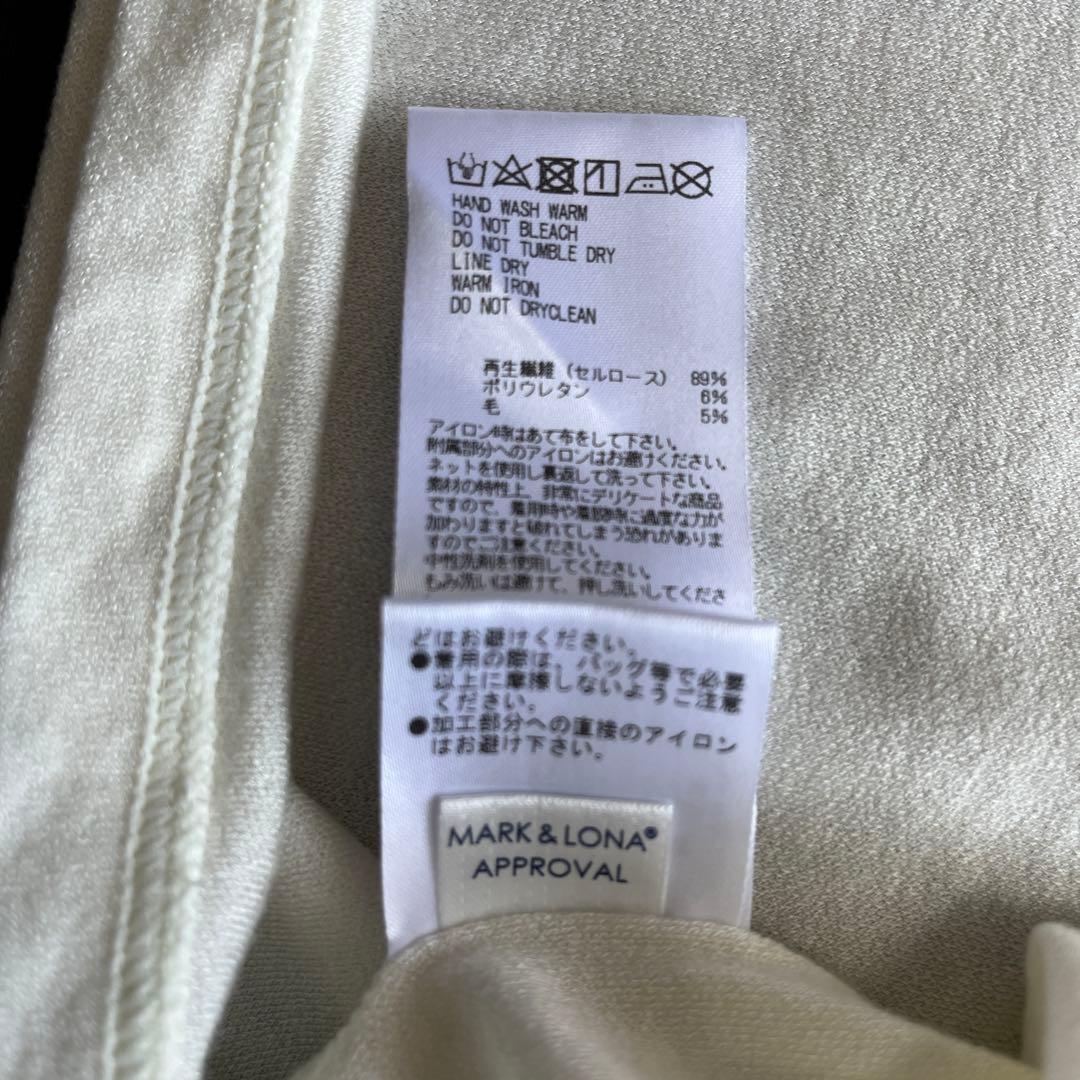 HAND WASH WARM
DO NOT BLEACH
DO NOT TUMBLE DRY
LINE DRY
WARM IRON
DO NOT DRYCLEAN
再生繊維（セルロース） 89%
ポリウレタン 6%
毛 5%
アイロン時はあて布をして下さい。
附属部分へのアイロンはお避けください。
ネットを使用し裏返して洗って下さい。
素材の特性上、非常にデリケートな商品
ですので、着用時や着脱時に過度な力が
加わりますと破れてしまう恐れがありま
すのでご注意ください。
中性洗剤を使用してください。
もみ洗いは避けて、押し洗いしてくださ
どはお避けください。
●着用の際は、バッグ等で必要
以上に摩擦しないようご注意
ください。
●加工部分への直接のアイロン
はお避け下さい。
MARK & LONA®
APPROVAL